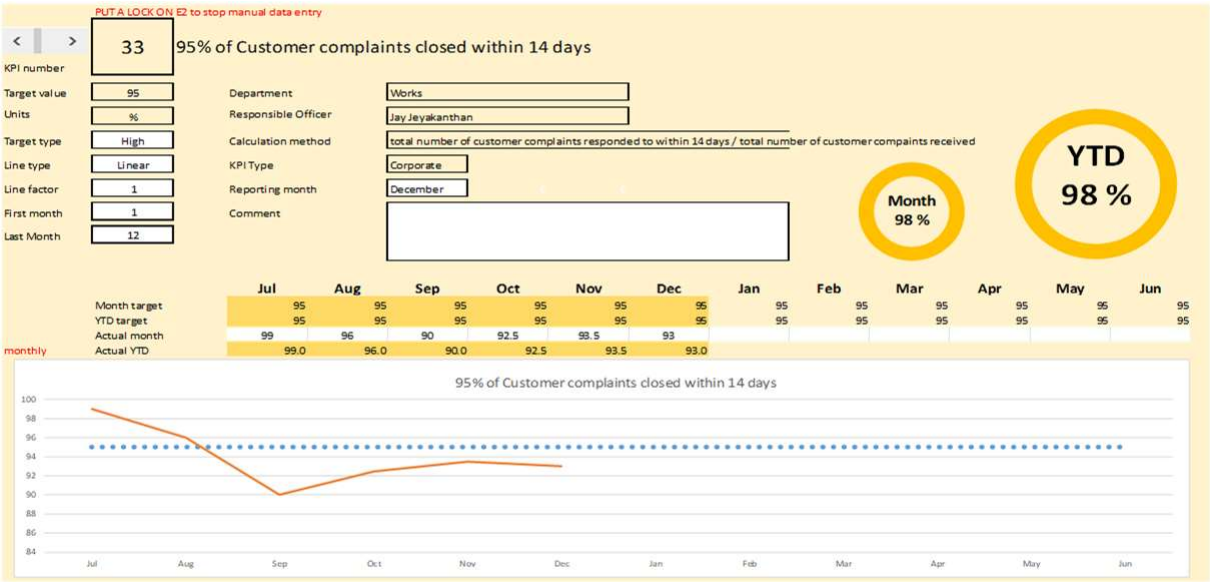 PUT A LOCK ON E2 to stop manual data entry
< >
33 95% of Customer complaints closed within 14 days
KPI number
Target value 95 Department Works
Units % Responsible Officer Jay Jeyakanthan
Target type High Calculation method total number of customer complaints responded to within 14 days / total number of customer compaints received
Line type Linear KPI Type Corporate
Line factor 1 Reporting month December
First month 1 Comment
Last Month 12
Month
98 %
YTD
98 %
Jul Aug Sep Oct Nov Dec Jan Feb Mar Apr May Jun
Month target 95 95 95 95 95 95 95 95 95 95 95 95
YTD target 95 95 95 95 95 95 95 95 95 95 95 95
Actual month 99 96 90 92.5 93.5 93
monthly Actual YTD 99.0 96.0 90.0 92.5 93.5 93.0
95% of Customer complaints closed within 14 days
100
98
96
94
92
90
88
86
84
Jul Aug Sep Oct Nov Dec Jan Feb Mar Apr May Jun